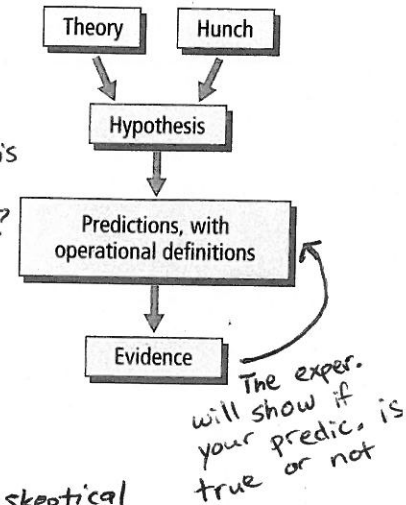 Theory
Hunch
Hypothesis
is
?
Predictions, with
operational definitions
Evidence
The exper.
will show if
your predic. is
true or not
skeptical